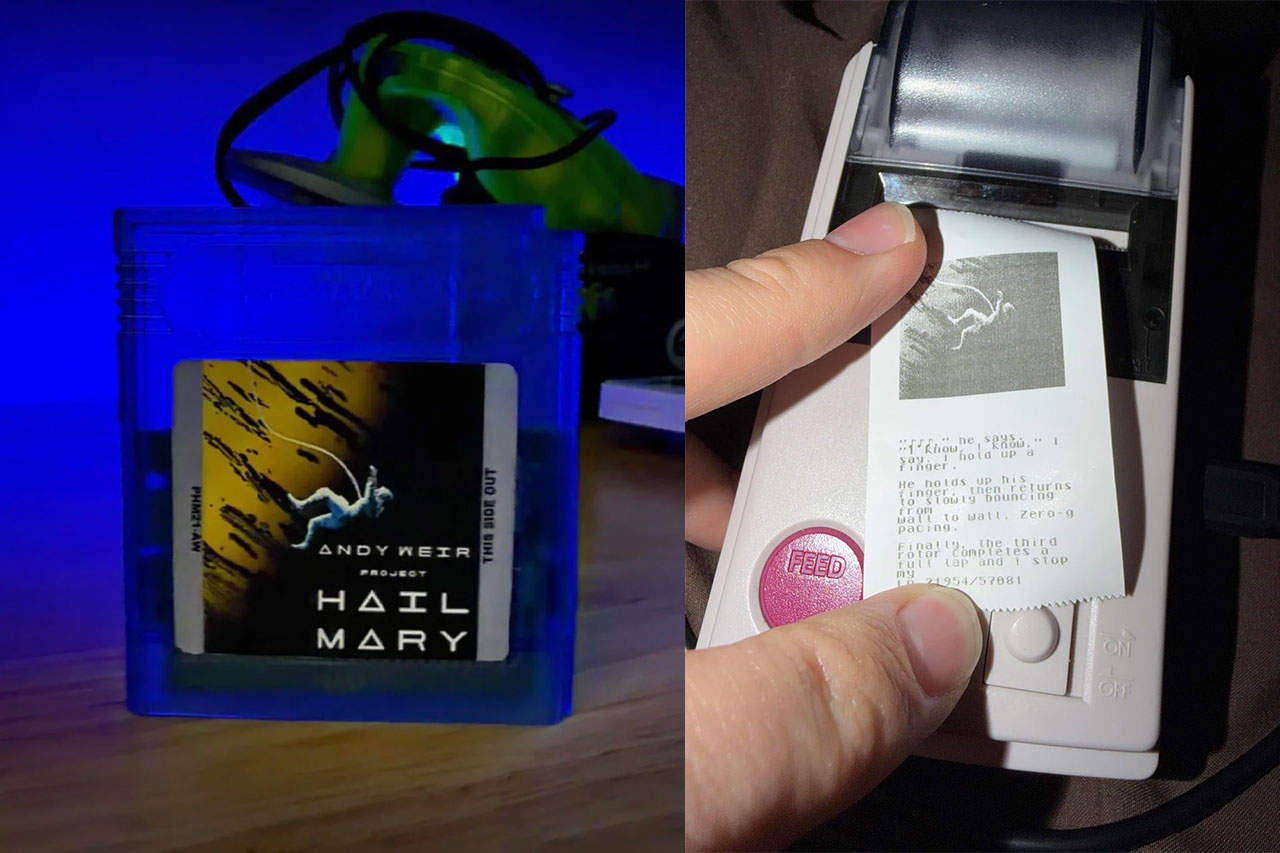 ANDY WEIR
PROJECT
HAIL
MARY
PHM21-AW
THIS SIDE OUT
he says.
"I know, I know," I
say. I hold up a
finger.
He holds up his
finger, then returns
to slowly bouncing
from
wall to wall. Zero-g
pacing.
Finally, the third
rotor completes a
full lap and I stop
my
21954/57081
FEED
ON
OFF